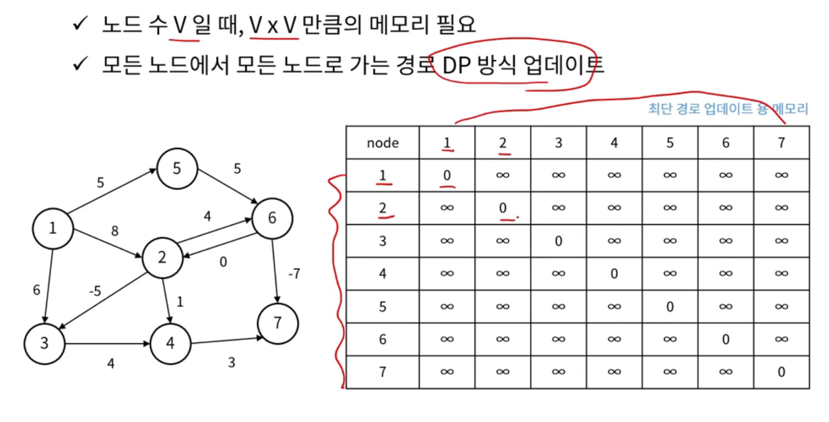 ✓ 노드 수 V 일 때, V x V 만큼의 메모리 필요
✓ 모든 노드에서 모든 노드로 가는 경로 DP 방식 업데이트
최단 경로 업데이트 용 메모리
node 1 2 3 4 5 6 7
1 0 ∞ ∞ ∞ ∞ ∞ ∞
2 ∞ 0 ∞ ∞ ∞ ∞ ∞
3 ∞ ∞ 0 ∞ ∞ ∞ ∞
4 ∞ ∞ ∞ 0 ∞ ∞ ∞
5 ∞ ∞ ∞ ∞ 0 ∞ ∞
6 ∞ ∞ ∞ ∞ ∞ 0 ∞
7 ∞ ∞ ∞ ∞ ∞ ∞ 0
5
5
5
4
6
1
8
2
0
6
-5
1
-7
3
4
7
4
3